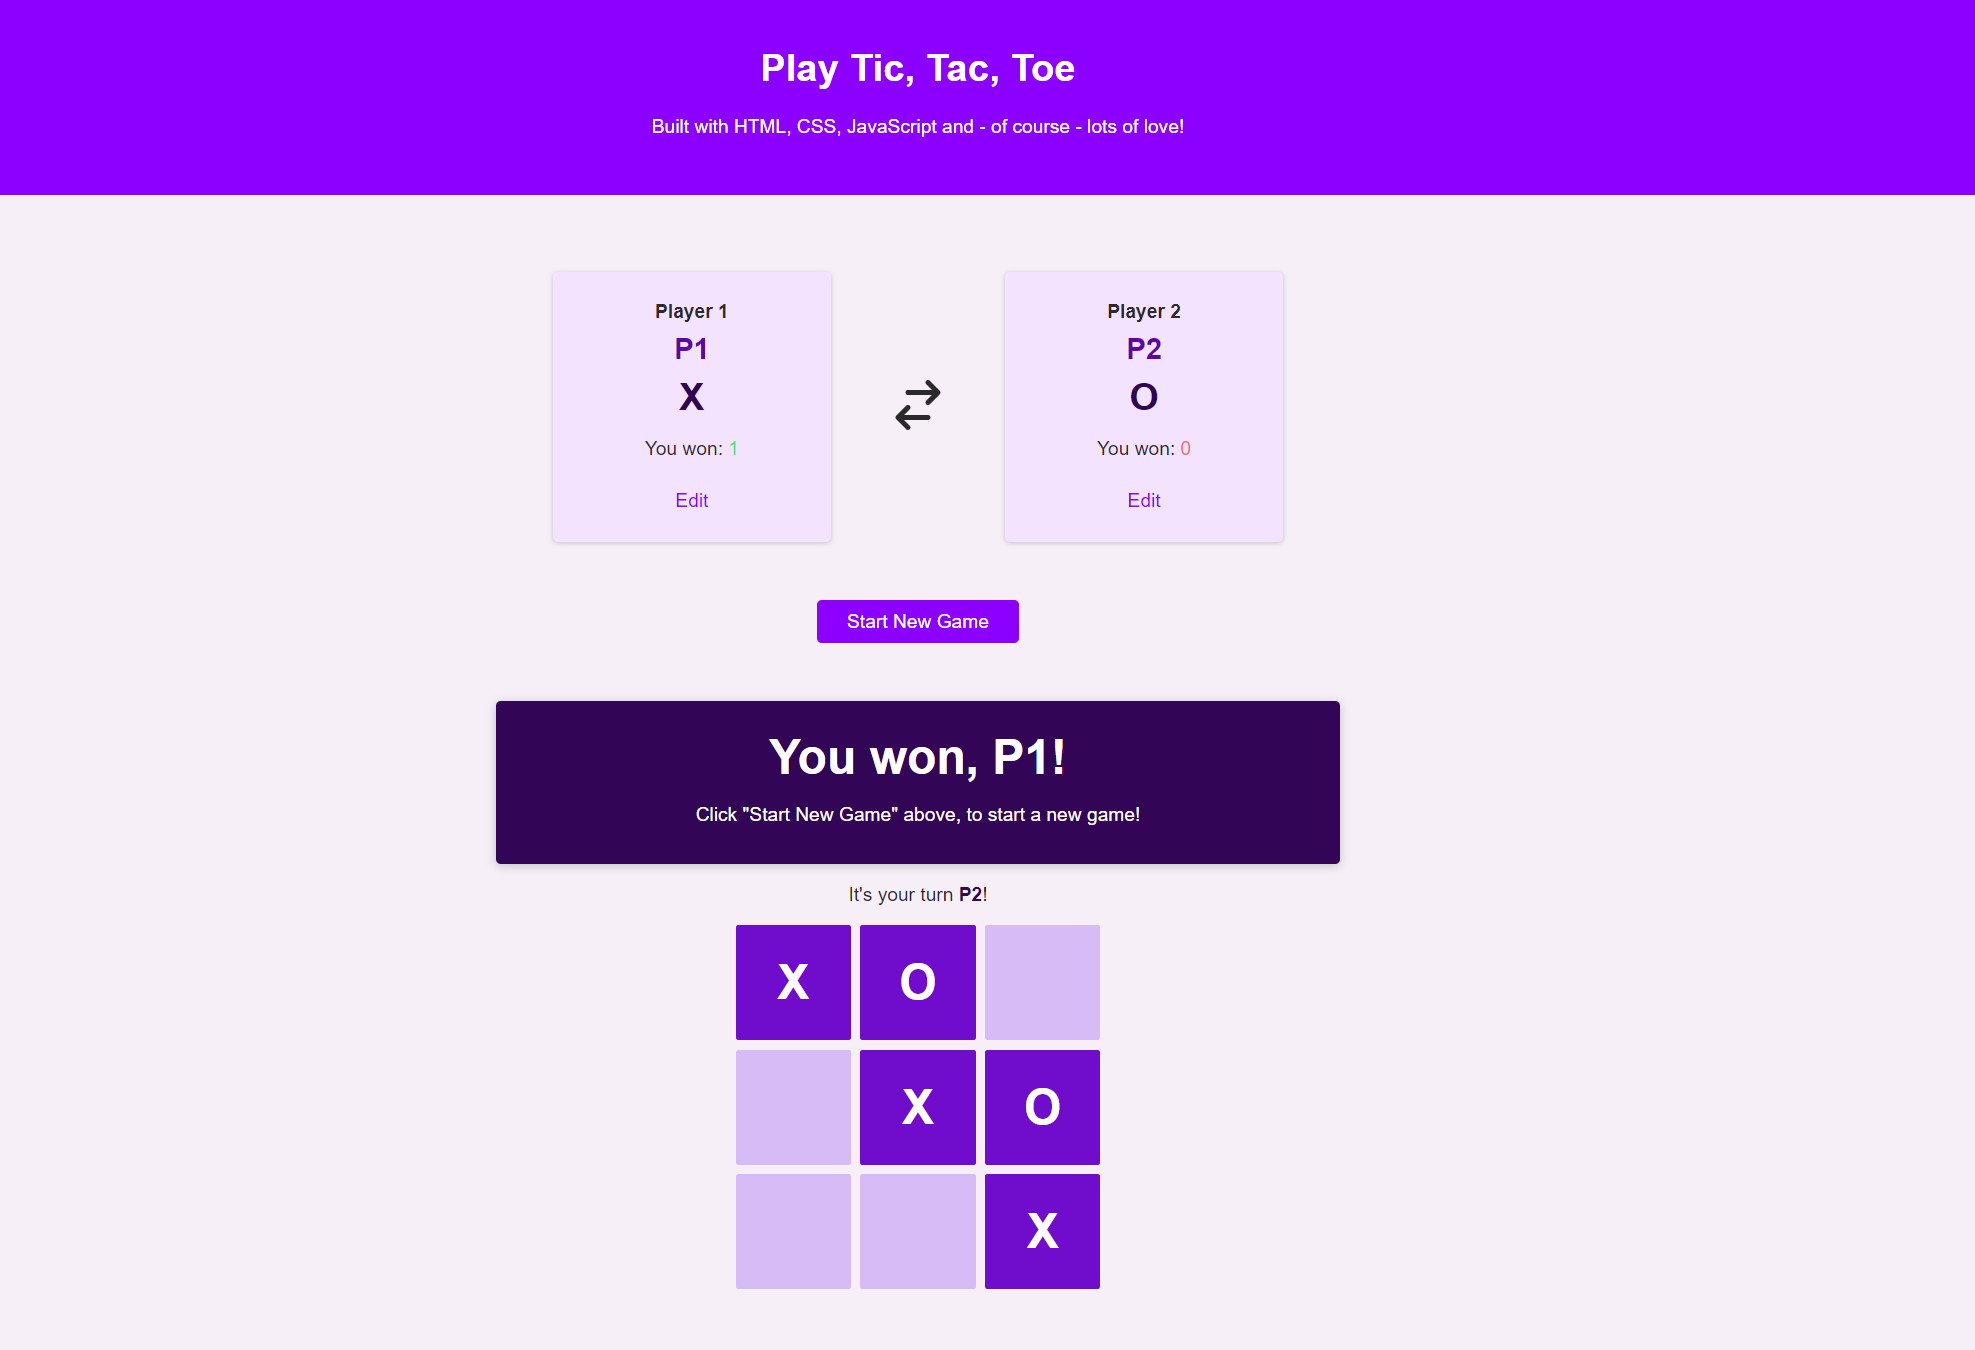 Play Tic, Tac, Toe
Built with HTML, CSS, JavaScript and - of course - lots of love!
Player 1
P1
X
You won: 1
Edit
Player 2
P2
O
You won: 0
Edit
Start New Game
You won, P1!
Click "Start New Game" above, to start a new game!
It's your turn P2!
X O
X O
X